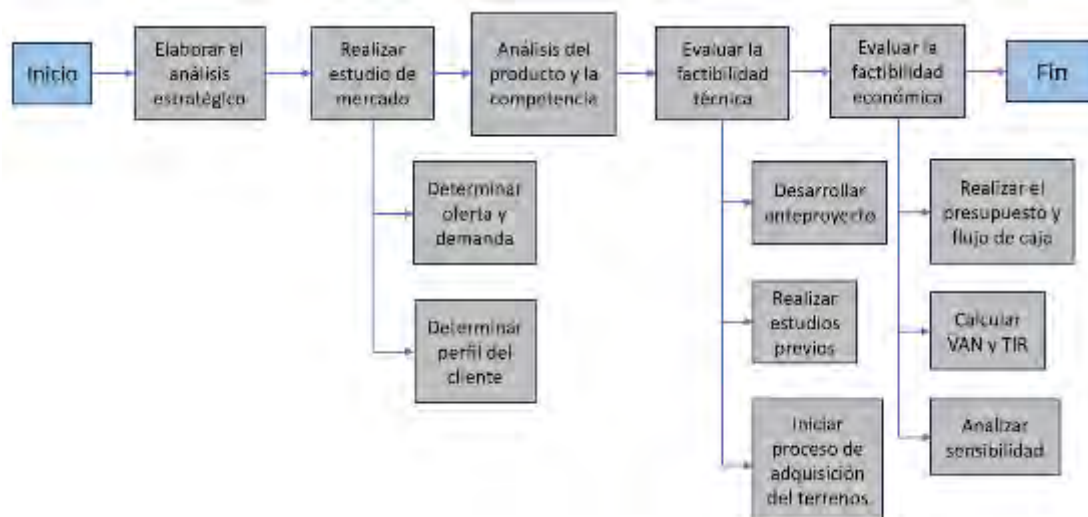 Inicio
Elaborar el
análisis
estratégico
Realizar
estudio de
mercado
Análisis del
producto y la
competencia
Evaluar la
factibilidad
técnica
Evaluar la
factibilidad
económica
Fin
Determinar
oferta y
demanda
Determinar
perfil del
cliente
Desarrollar
anteproyecto
Realizar
estudios
previos
Iniciar
proceso de
adquisición
del terrenos
Realizar el
presupuesto y
flujo de caja
Calcular
VAN y TIR
Analizar
sensibilidad